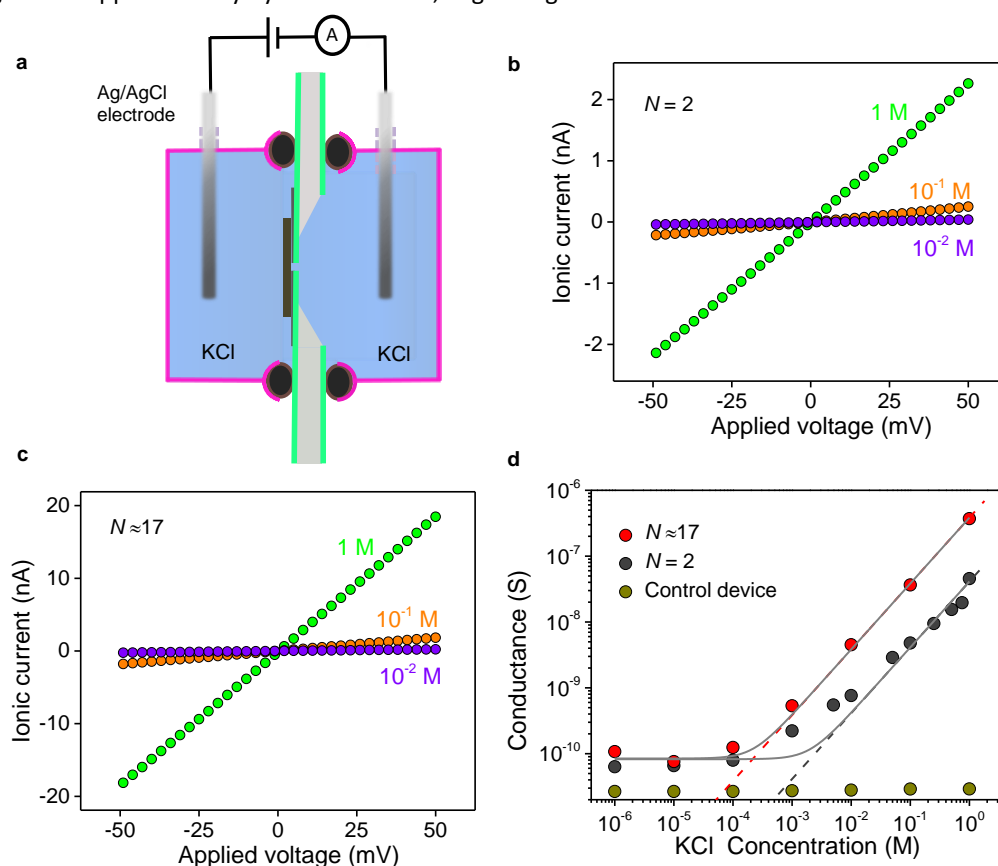 a
A
Ag/AgCl
electrode
KCl
KCl
b
N = 2
1 M
10⁻¹ M
10⁻² M
Ionic current (nA)
2
1
0
-1
-2
-50
-25
0
25
50
Applied voltage (mV)
c
N ≈17
1 M
10⁻¹ M
10⁻² M
Ionic current (nA)
20
10
0
-10
-20
-50
-25
0
25
50
Applied voltage (mV)
d
N ≈17
N = 2
Control device
Conductance (S)
10⁻⁶
10⁻⁷
10⁻⁸
10⁻⁹
10⁻¹⁰
10⁻⁶
10⁻⁵
10⁻⁴
10⁻³
10⁻²
10⁻¹
10⁰
KCl Concentration (M)